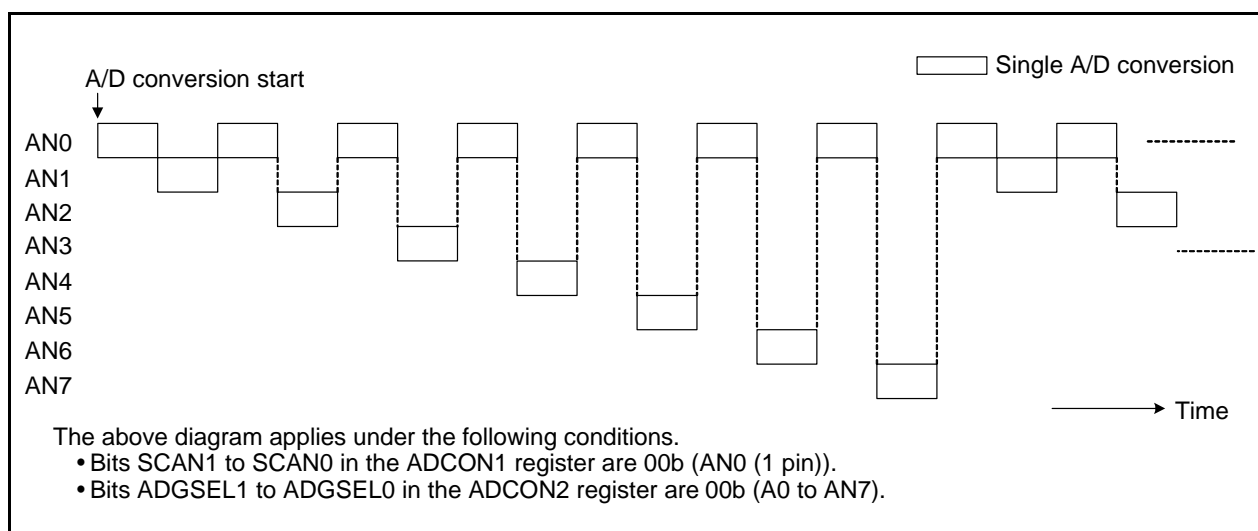 A/D conversion start
Single A/D conversion
AN0
AN1
AN2
AN3
AN4
AN5
AN6
AN7
Time
The above diagram applies under the following conditions.
• Bits SCAN1 to SCAN0 in the ADCON1 register are 00b (AN0 (1 pin)).
• Bits ADGSEL1 to ADGSEL0 in the ADCON2 register are 00b (A0 to AN7).